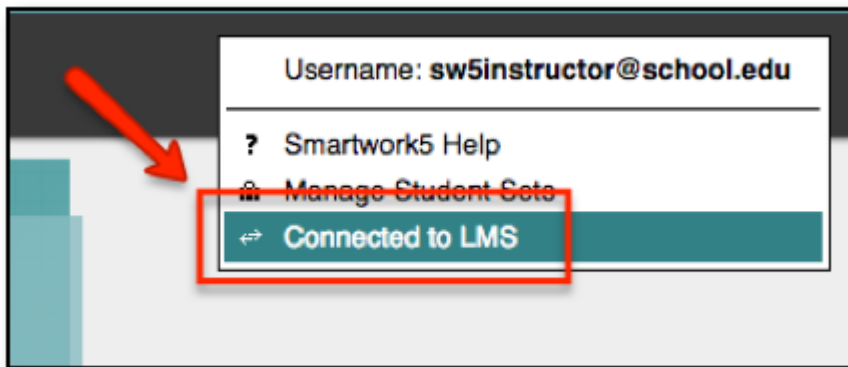 Username: sw5instructor@school.edu
? Smartwork5 Help
Manage Student Sets
Connected to LMS